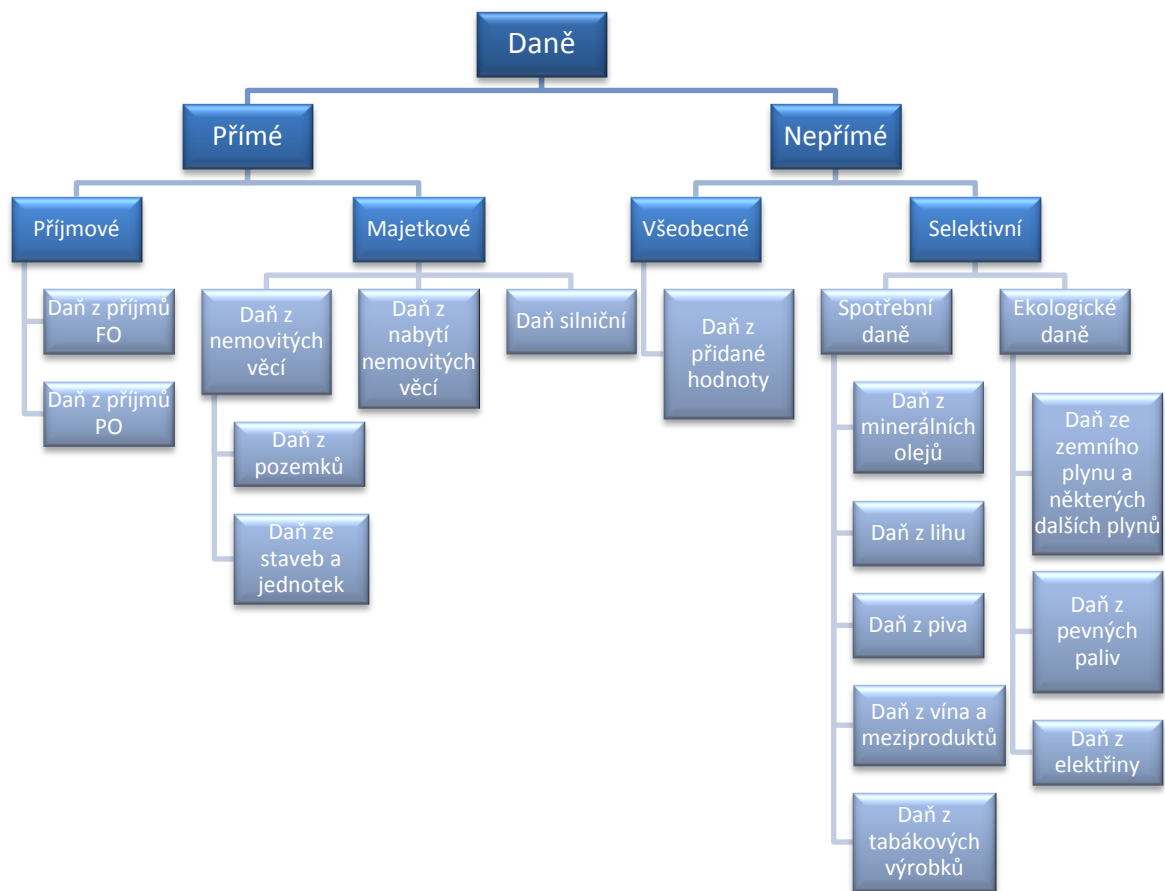 Daně
Přímé
Nepřímé
Příjmové
Majetkové
Všeobecné
Selektivní
Daň z příjmů
FO
Daň z příjmů
PO
Daň z
nemovitých
věcí
Daň z
pozemků
Daň ze
staveb a
jednotek
Daň z
nabytí
nemovitých
věcí
Daň silniční
Daň z
přidané
hodnoty
Spotřební
daně
Daň z
minerálních
olejů
Daň z lihu
Daň z piva
Daň z vína a
meziproduktů
Daň z
tabákových
výrobků
Ekologické
daně
Daň ze
zemního
plynu a
některých
dalších plynů
Daň z
pevných
paliv
Daň z
elektřiny